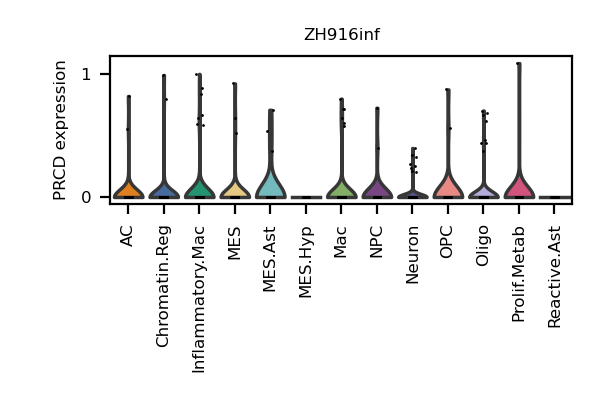 ZH916inf
PRCD expression
1
0
AC
Chromatin.Reg
Inflammatory.Mac
MES
MES.Ast
MES.Hyp
Mac
NPC
Neuron
OPC
Oligo
Prolif.Metab
Reactive.Ast